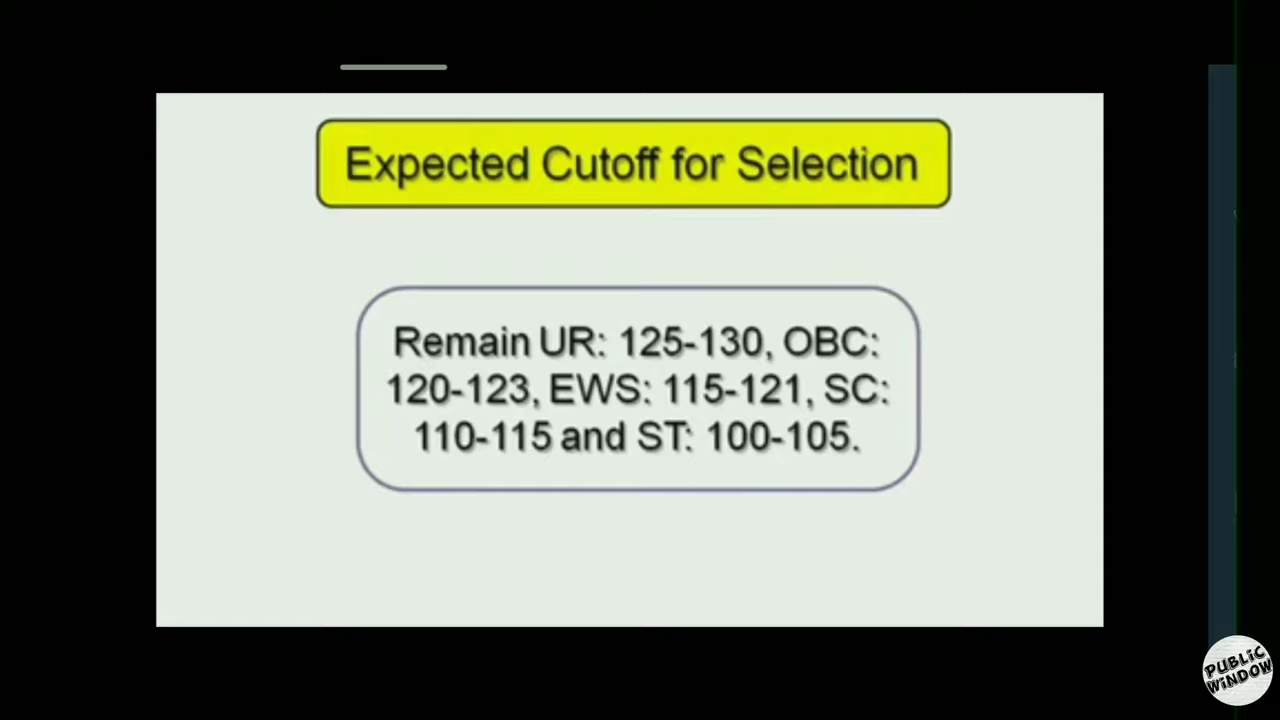 Expected Cutoff for Selection
Remain UR: 125-130, OBC:
120-123, EWS: 115-121, SC:
110-115 and ST: 100-105.
PUBLIC
WINDOW